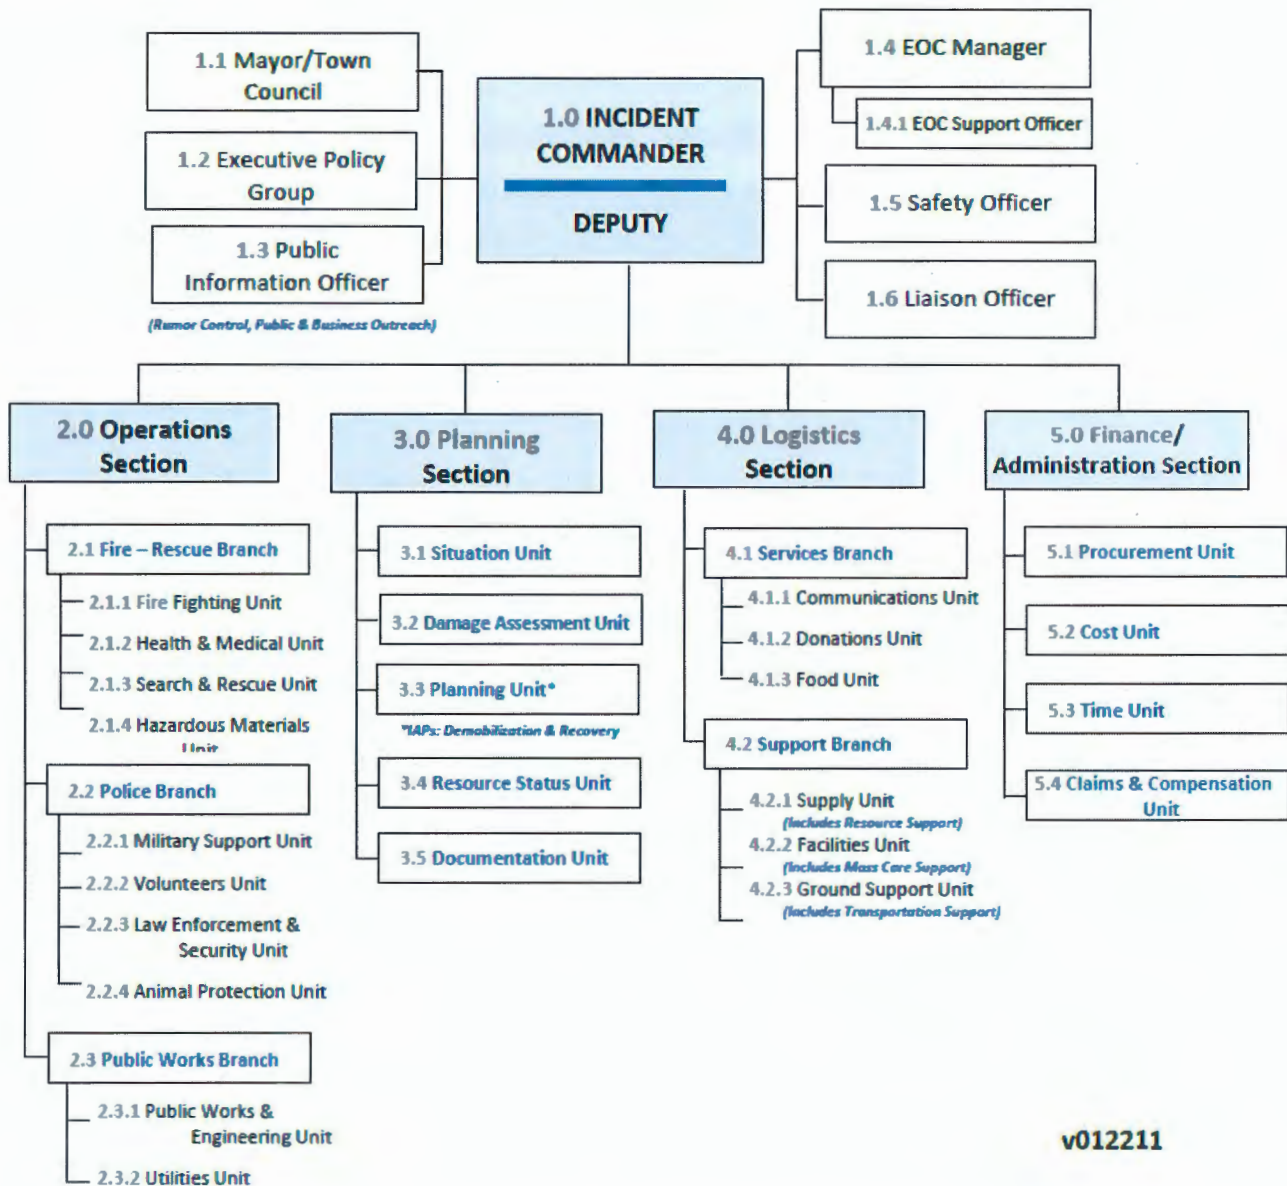 1.1 Mayor/Town
Council
1.2 Executive Policy
Group
1.3 Public
Information Officer
(Rumor Control, Public & Business Outreach)
1.0 INCIDENT
COMMANDER
DEPUTY
1.4 EOC Manager
1.4.1 EOC Support Officer
1.5 Safety Officer
1.6 Liaison Officer
2.0 Operations
Section
2.1 Fire – Rescue Branch
2.1.1 Fire Fighting Unit
2.1.2 Health & Medical Unit
2.1.3 Search & Rescue Unit
2.1.4 Hazardous Materials
Unit
2.2 Police Branch
2.2.1 Military Support Unit
2.2.2 Volunteers Unit
2.2.3 Law Enforcement &
Security Unit
2.2.4 Animal Protection Unit
2.3 Public Works Branch
2.3.1 Public Works &
Engineering Unit
2.3.2 Utilities Unit
3.0 Planning
Section
3.1 Situation Unit
3.2 Damage Assessment Unit
3.3 Planning Unit*
*IAPs: Demobilization & Recovery
3.4 Resource Status Unit
3.5 Documentation Unit
4.0 Logistics
Section
4.1 Services Branch
4.1.1 Communications Unit
4.1.2 Donations Unit
4.1.3 Food Unit
4.2 Support Branch
4.2.1 Supply Unit
(Includes Resource Support)
4.2.2 Facilities Unit
(Includes Mass Care Support)
4.2.3 Ground Support Unit
(Includes Transportation Support)
5.0 Finance/
Administration Section
5.1 Procurement Unit
5.2 Cost Unit
5.3 Time Unit
5.4 Claims & Compensation
Unit
v012211